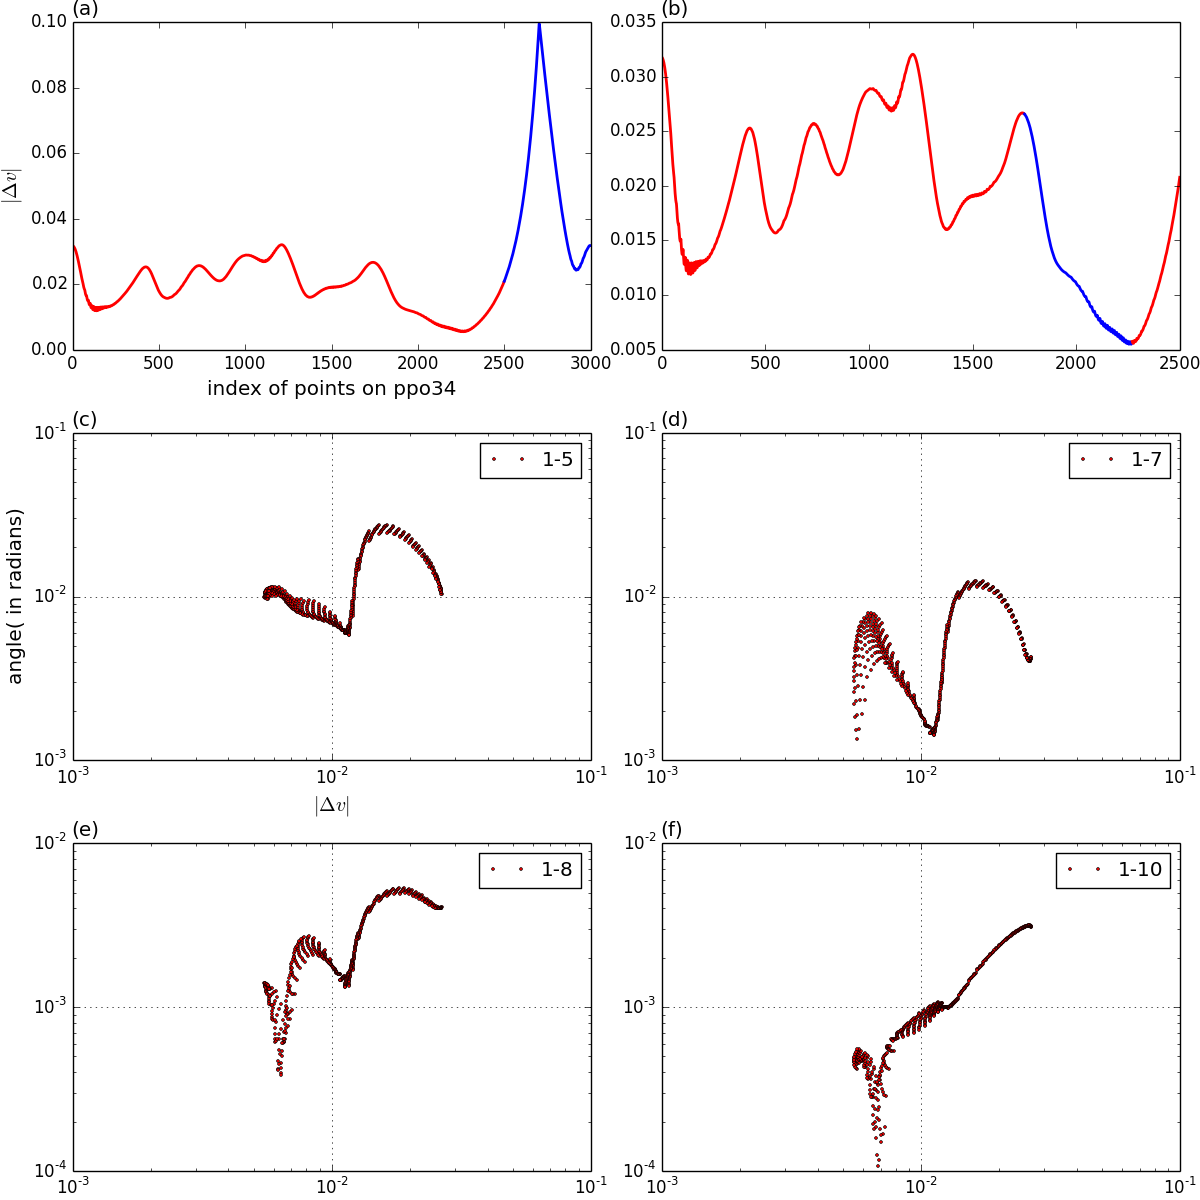 (a)
0.10
0.08
0.06
0.04
0.02
0.00
|Δv|
0 500 1000 1500 2000 2500 3000
index of points on ppo34
(b)
0.035
0.030
0.025
0.020
0.015
0.010
0.005
0 500 1000 1500 2000 2500
(c)
10^-1
10^-2
10^-3
angle( in radians)
1-5
10^-3 10^-2 10^-1
|Δv|
(d)
10^-1
10^-2
10^-3
1-7
10^-3 10^-2 10^-1
(e)
10^-2
10^-3
10^-4
1-8
10^-3 10^-2 10^-1
(f)
10^-2
10^-3
10^-4
1-10
10^-3 10^-2 10^-1